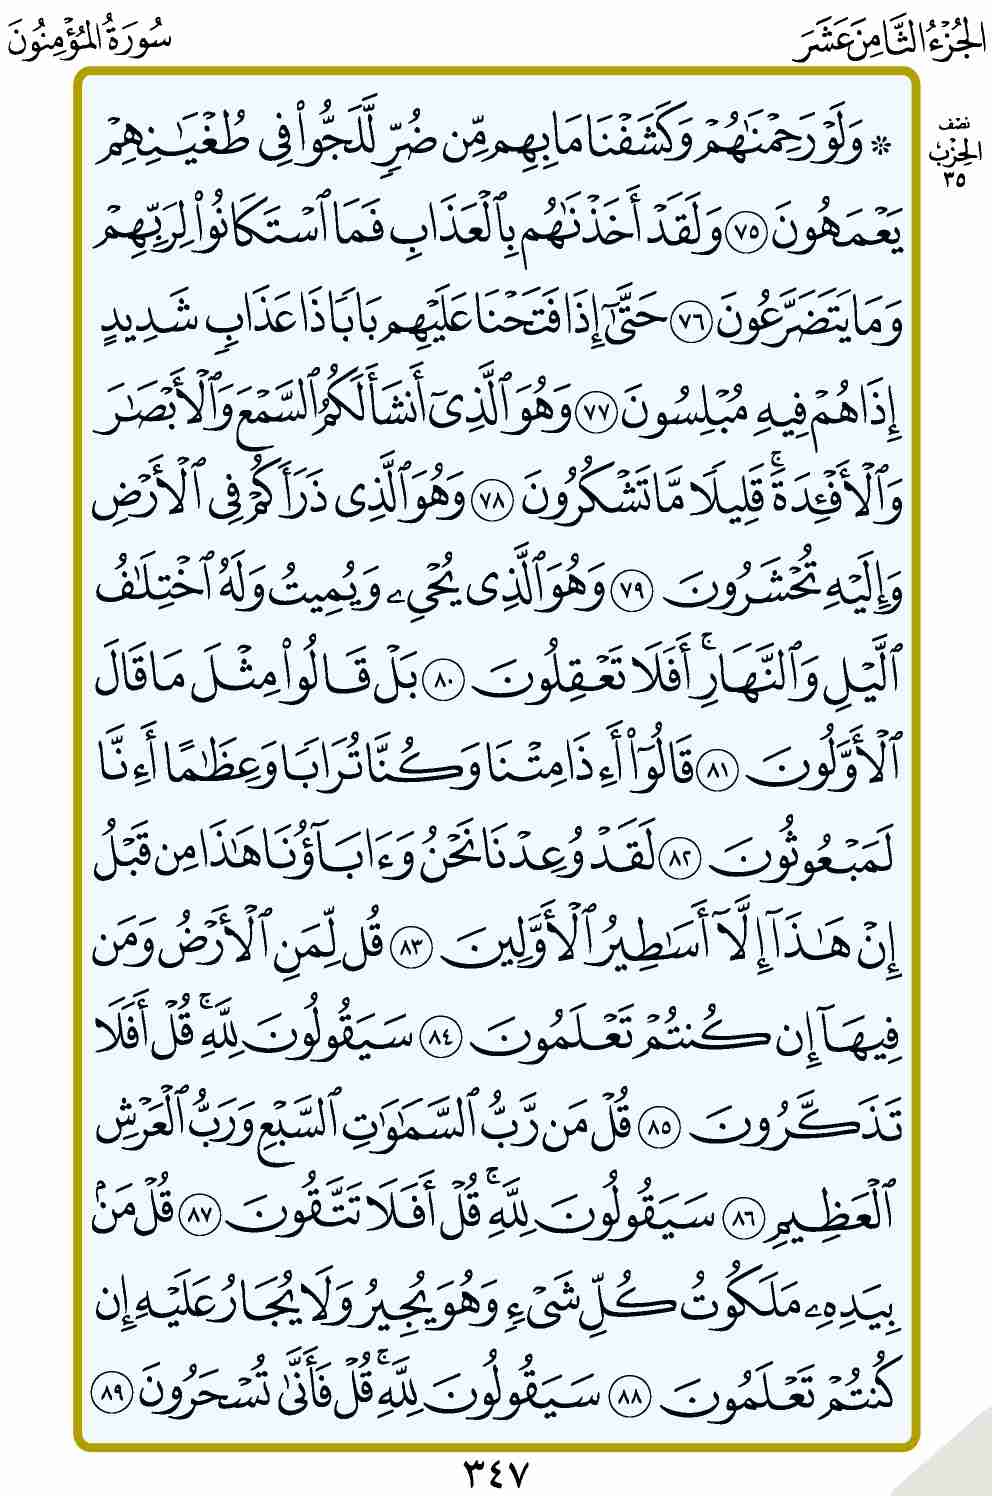 الجُزْءُ الثَّامِنَ عَشَرَ
سُورَةُ المُؤْمِنُونَ
نصف
الحِزْب
٣٥
۞ وَلَوْ رَحِمْنَٰهُمْ وَكَشَفْنَا مَا بِهِم مِّن ضُرٍّ لَّلَجُّوا۟ فِى طُغْيَٰنِهِمْ
يَعْمَهُونَ ٧٥ وَلَقَدْ أَخَذْنَٰهُم بِٱلْعَذَابِ فَمَا ٱسْتَكَانُوا۟ لِرَبِّهِمْ
وَمَا يَتَضَرَّعُونَ ٧٦ حَتَّىٰٓ إِذَا فَتَحْنَا عَلَيْهِم بَابًا ذَا عَذَابٍ شَدِيدٍ
إِذَا هُمْ فِيهِ مُبْلِسُونَ ٧٧ وَهُوَ ٱلَّذِىٓ أَنشَأَ لَكُمُ ٱلسَّمْعَ وَٱلْأَبْصَٰرَ
وَٱلْأَفْـِٔدَةَ ۚ قَلِيلًا مَّا تَشْكُرُونَ ٧٨ وَهُوَ ٱلَّذِى ذَرَأَكُمْ فِى ٱلْأَرْضِ
وَإِلَيْهِ تُحْشَرُونَ ٧٩ وَهُوَ ٱلَّذِى يُحْىِۦ وَيُمِيتُ وَلَهُ ٱخْتِلَٰفُ
ٱلَّيْلِ وَٱلنَّهَارِ ۚ أَفَلَا تَعْقِلُونَ ٨٠ بَلْ قَالُوا۟ مِثْلَ مَا قَالَ
ٱلْأَوَّلُونَ ٨١ قَالُوٓا۟ أَءِذَا مِتْنَا وَكُنَّا تُرَابًا وَعِظَٰمًا أَءِنَّا
لَمَبْعُوثُونَ ٨٢ لَقَدْ وُعِدْنَا نَحْنُ وَءَابَآؤُنَا هَٰذَا مِن قَبْلُ
إِنْ هَٰذَآ إِلَّآ أَسَٰطِيرُ ٱلْأَوَّلِينَ ٨٣ قُل لِّمَنِ ٱلْأَرْضُ وَمَن
فِيهَآ إِن كُنتُمْ تَعْلَمُونَ ٨٤ سَيَقُولُونَ لِلَّهِ ۚ قُلْ أَفَلَا
تَذَكَّرُونَ ٨٥ قُلْ مَن رَّبُّ ٱلسَّمَٰوَٰتِ ٱلسَّبْعِ وَرَبُّ ٱلْعَرْشِ
ٱلْعَظِيمِ ٨٦ سَيَقُولُونَ لِلَّهِ ۚ قُلْ أَفَلَا تَتَّقُونَ ٨٧ قُلْ مَنۢ
بِيَدِهِۦ مَلَكُوتُ كُلِّ شَىْءٍ وَهُوَ يُجِيرُ وَلَا يُجَارُ عَلَيْهِ إِن
كُنتُمْ تَعْلَمُونَ ٨٨ سَيَقُولُونَ لِلَّهِ ۚ قُلْ فَأَنَّىٰ تُسْحَرُونَ ٨٩
٣٤٧